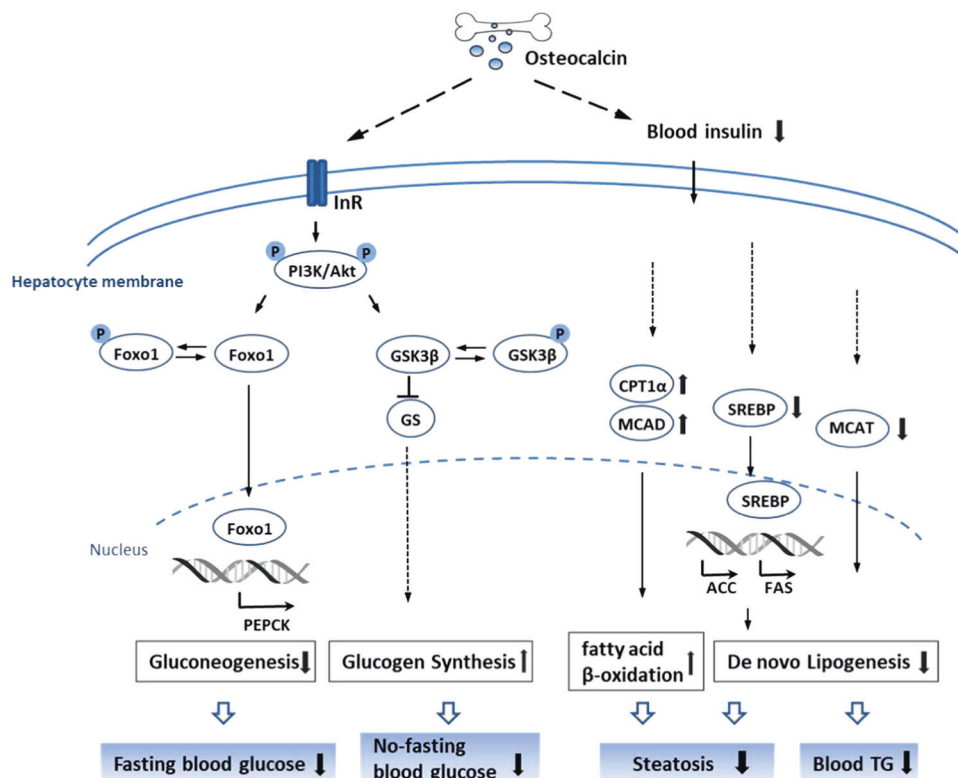 Osteocalcin
Blood insulin
InR
P
P
PI3K/Akt
Hepatocyte membrane
P
Foxo1
Foxo1
GSK3β
P
GSK3β
GS
CPT1α
MCAD
SREBP
MCAT
SREBP
Foxo1
Nucleus
PEPCK
ACC
FAS
Gluconeogenesis
Glucogen Synthesis
fatty acid
β-oxidation
De novo Lipogenesis
Fasting blood glucose
No-fasting
blood glucose
Steatosis
Blood TG